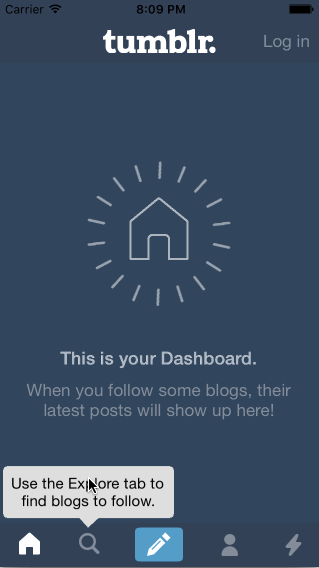 Carrier 8:09 PM
tumblr. Log in
This is your Dashboard.
When you follow some blogs, their
latest posts will show up here!
Use the Explore tab to
find blogs to follow.